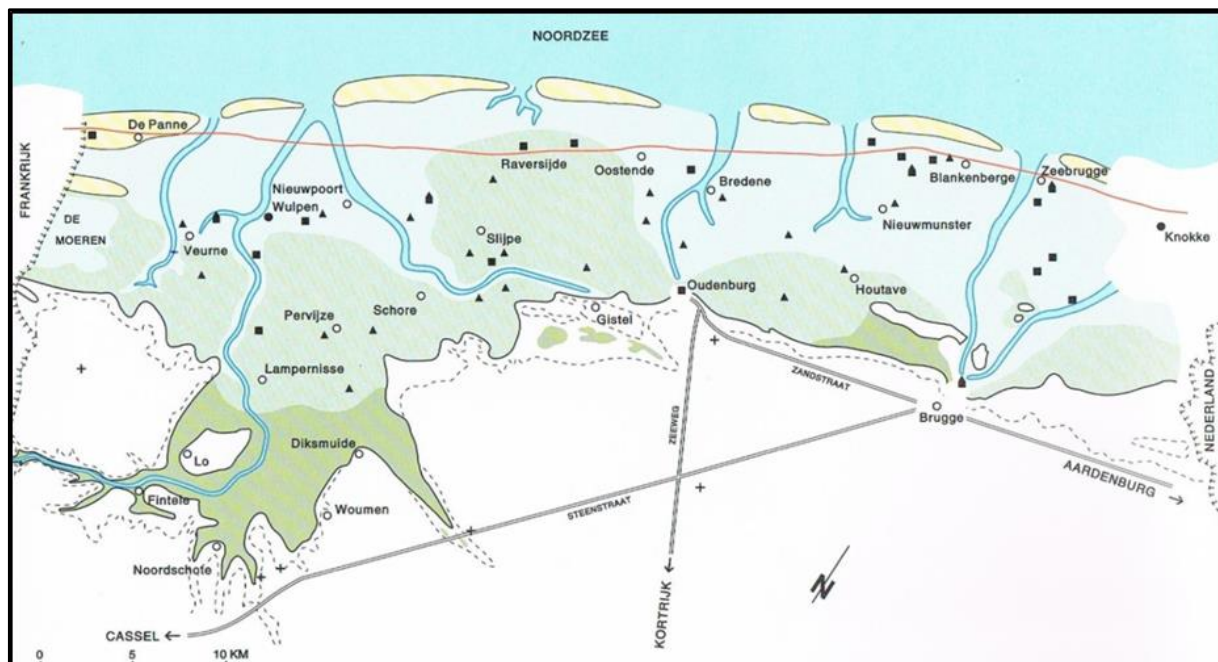 NOORDZEE
De Panne
FRANKRIJK
DE
MOEREN
Veurne
Nieuwpoort
Wulpen
Raversijde
Oostende
Slijpe
Bredene
Blankenberge
Zeebrugge
Nieuwmunster
Knokke
Oudenburg
Houtave
Schore
Pervijze
Gistel
Lampernisse
ZANDSTRAAT
ZEEWEG
NEDERLAND
Brugge
Diksmuide
Lo
AARDENBURG
Fintele
Woumen
STEENSTRAAT
Noordschote
KORTRIJK
N
CASSEL
0 5 10 KM